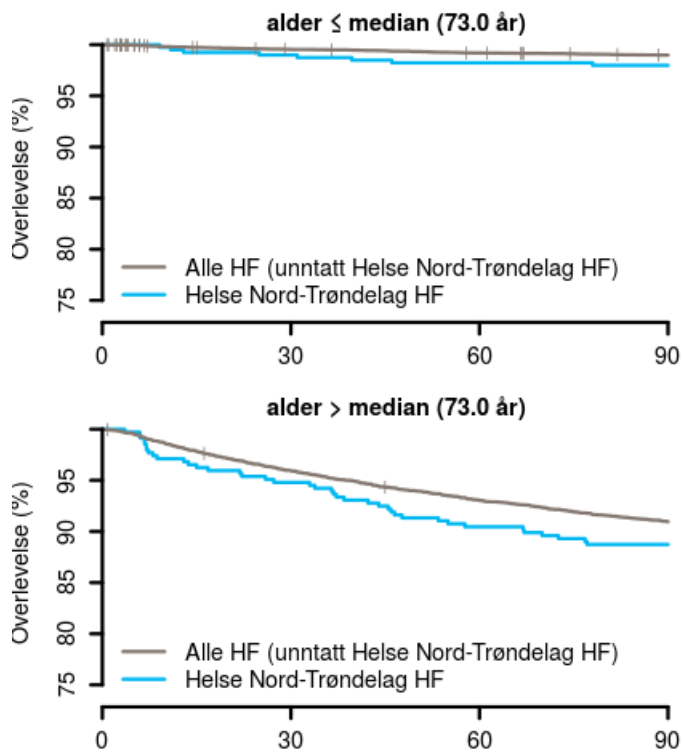 alder ≤ median (73.0 år)
Overlevelse (%)
95
90
85
80
75
Alle HF (unntatt Helse Nord-Trøndelag HF)
Helse Nord-Trøndelag HF
0 30 60 90
alder > median (73.0 år)
Overlevelse (%)
95
90
85
80
75
Alle HF (unntatt Helse Nord-Trøndelag HF)
Helse Nord-Trøndelag HF
0 30 60 90